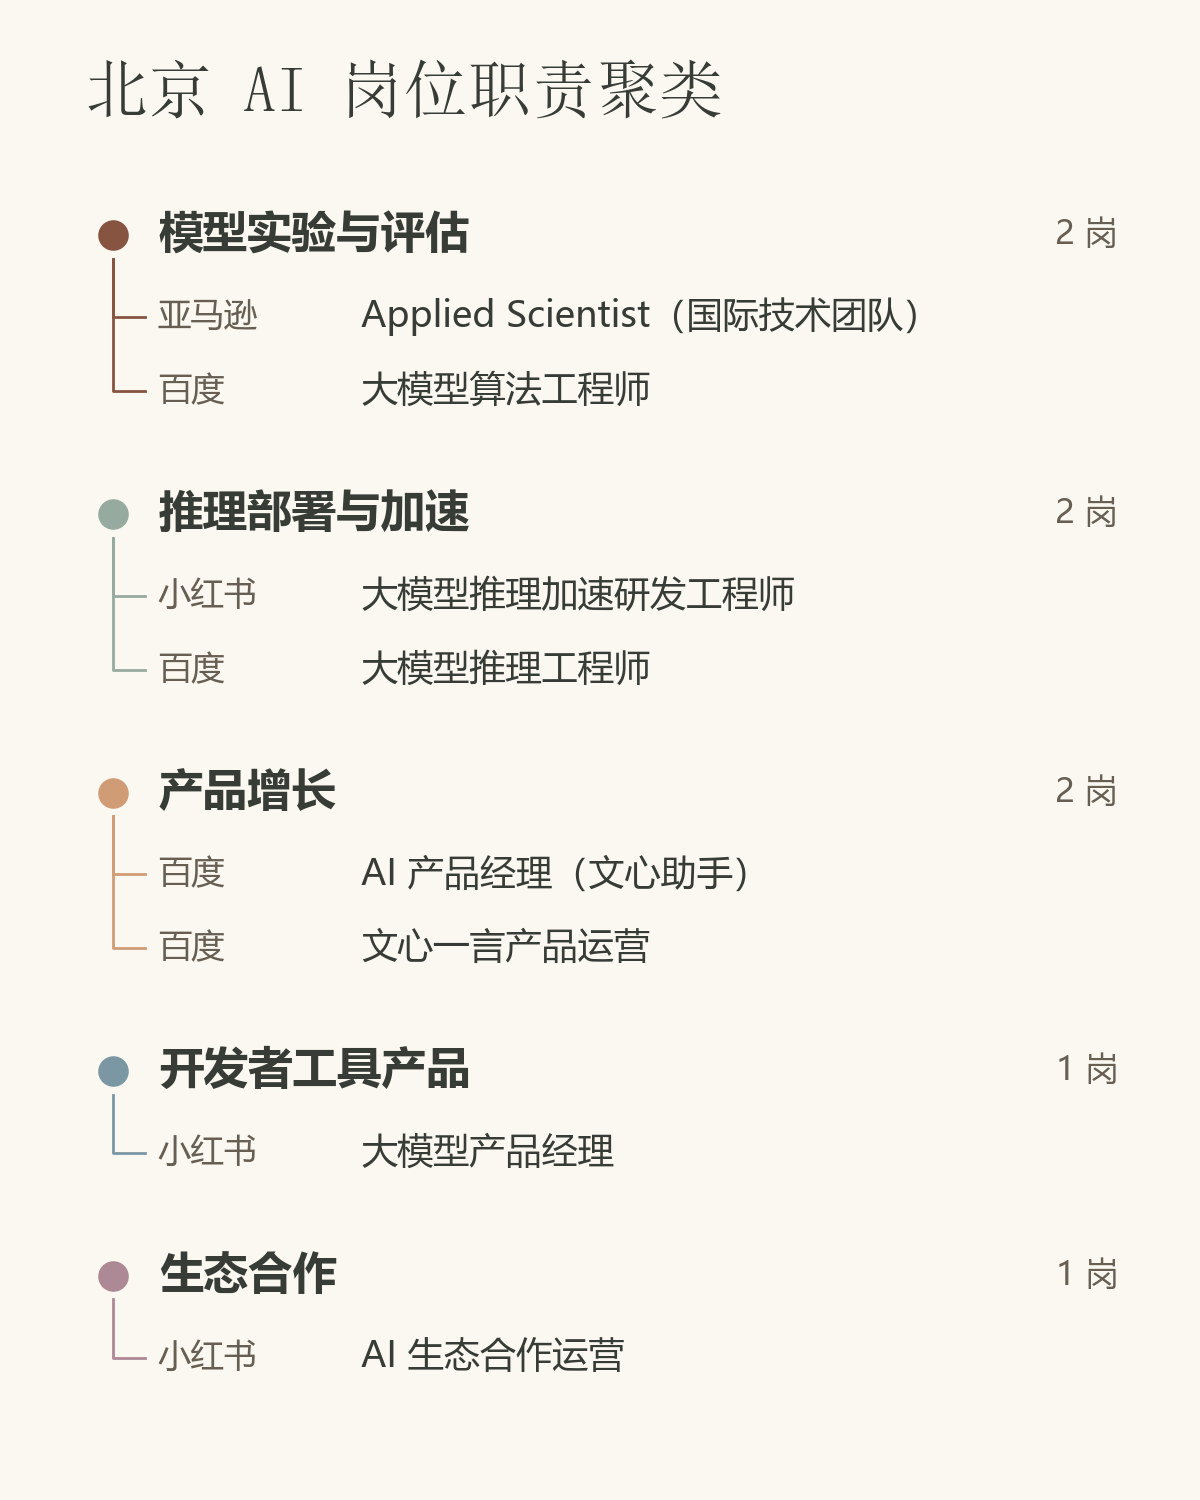 北京 AI 岗位职责聚类
模型实验与评估 2 岗
亚马逊 Applied Scientist（国际技术团队）
百度 大模型算法工程师
推理部署与加速 2 岗
小红书 大模型推理加速研发工程师
百度 大模型推理工程师
产品增长 2 岗
百度 AI 产品经理（文心助手）
百度 文心一言产品运营
开发者工具产品 1 岗
小红书 大模型产品经理
生态合作 1 岗
小红书 AI 生态合作运营